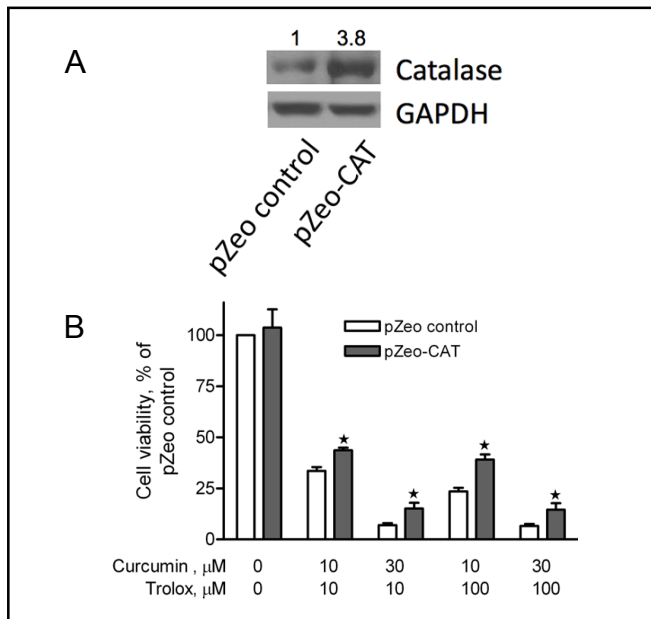 A
1 3.8
Catalase
GAPDH
pZeo control
pZeo-CAT
B
pZeo control
pZeo-CAT
Cell viability, % of
pZeo control
100
75
50
25
0
★ ★ ★ ★
Curcumin , μM 0 10 30 10 30
Trolox, μM 0 10 10 100 100